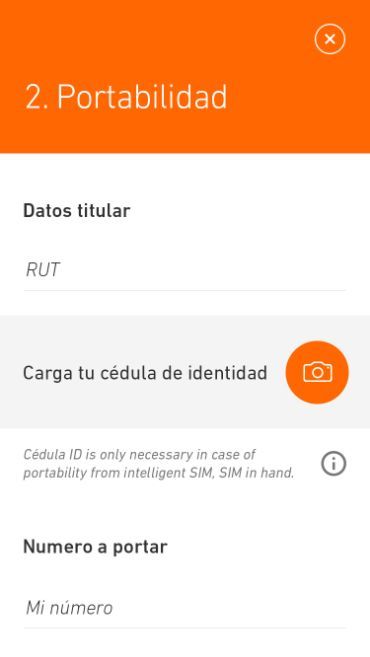 2. Portabilidad
Datos titular
RUT
Carga tu cédula de identidad
Cédula ID is only necessary in case of
portability from intelligent SIM, SIM in hand.
Numero a portar
Mi número